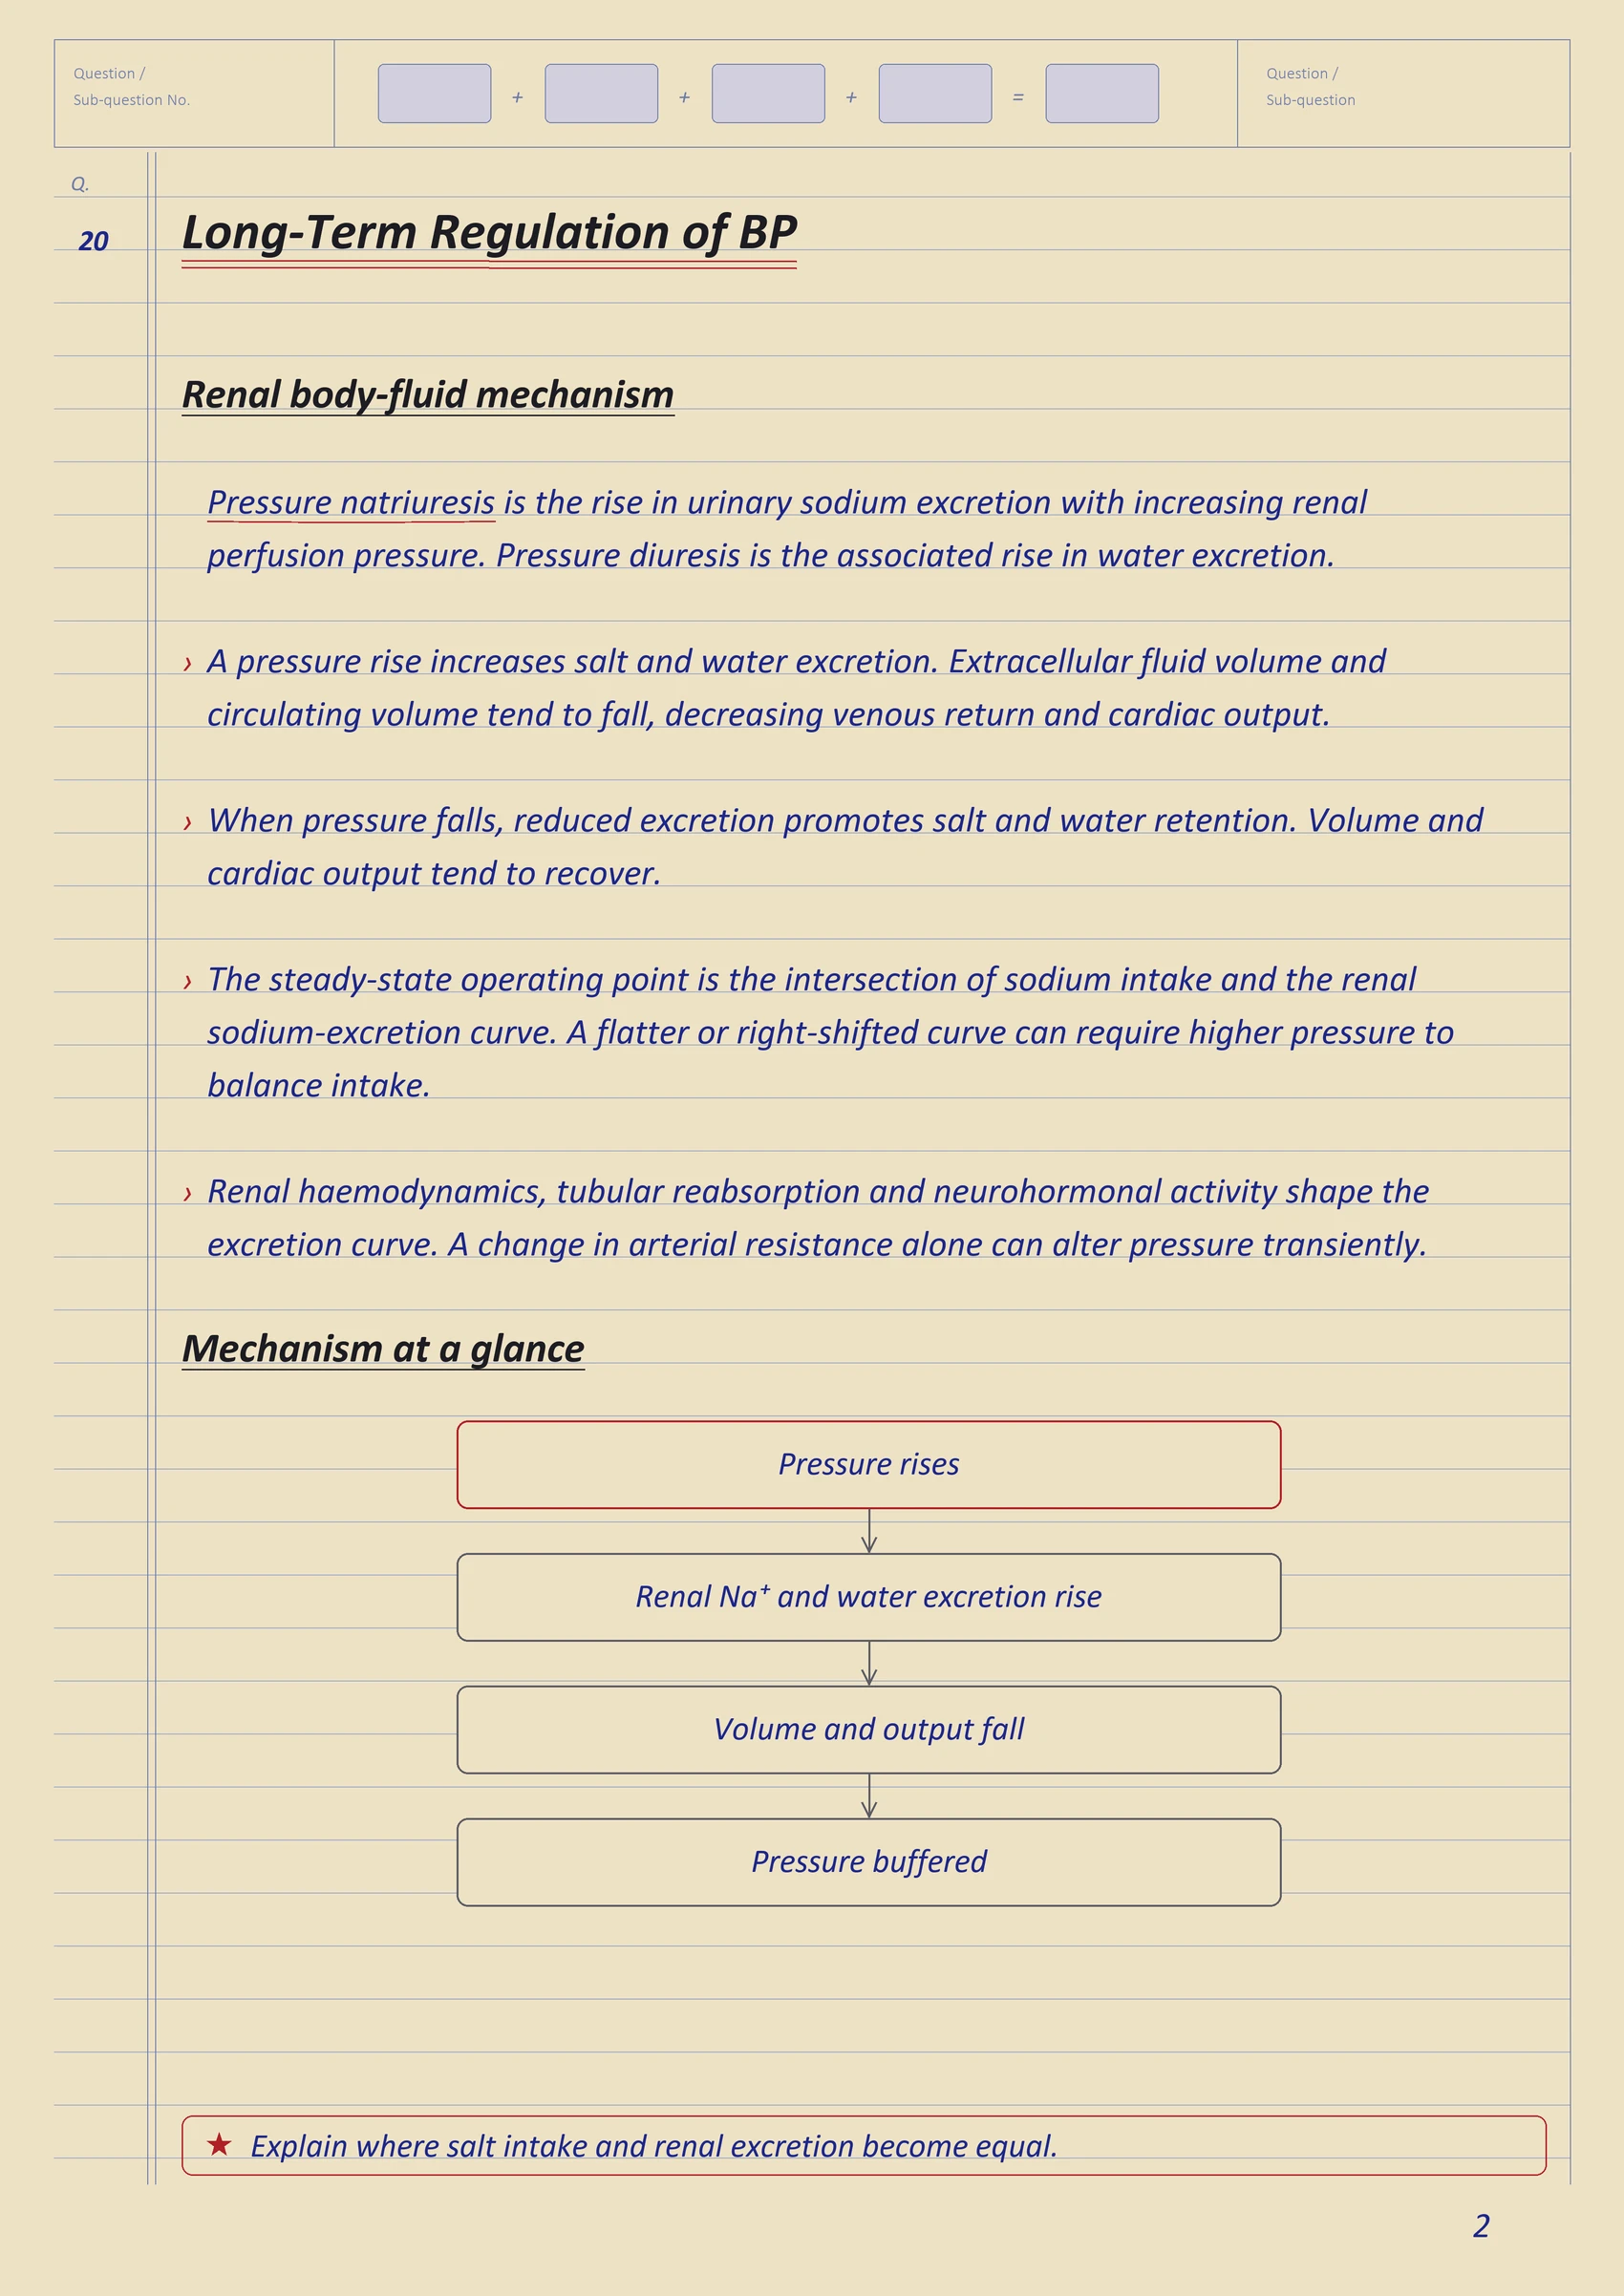 Question /
Sub-question No.
+ + + =
Question /
Sub-question
Q.
20
Long-Term Regulation of BP
Renal body-fluid mechanism
Pressure natriuresis is the rise in urinary sodium excretion with increasing renal
perfusion pressure. Pressure diuresis is the associated rise in water excretion.
› A pressure rise increases salt and water excretion. Extracellular fluid volume and
circulating volume tend to fall, decreasing venous return and cardiac output.
› When pressure falls, reduced excretion promotes salt and water retention. Volume and
cardiac output tend to recover.
› The steady-state operating point is the intersection of sodium intake and the renal
sodium-excretion curve. A flatter or right-shifted curve can require higher pressure to
balance intake.
› Renal haemodynamics, tubular reabsorption and neurohormonal activity shape the
excretion curve. A change in arterial resistance alone can alter pressure transiently.
Mechanism at a glance
Pressure rises
Renal Na⁺ and water excretion rise
Volume and output fall
Pressure buffered
★ Explain where salt intake and renal excretion become equal.
2